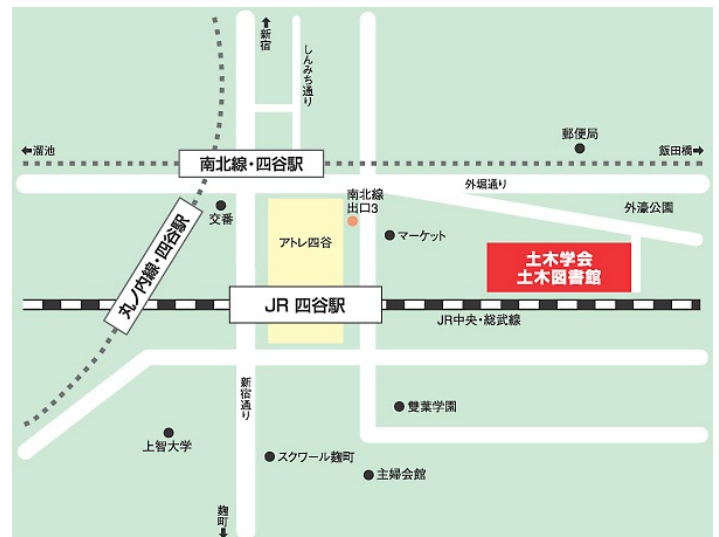 新宿
しんみち通り
溜池
南北線・四谷駅
郵便局
飯田橋
外堀通り
南北線
出口3
交番
外濠公園
アトレ四谷
マーケット
丸ノ内線・四谷駅
土木学会
土木図書館
JR 四谷駅
JR中央・総武線
新宿通り
雙葉学園
上智大学
スクワール麹町
主婦会館
麹町